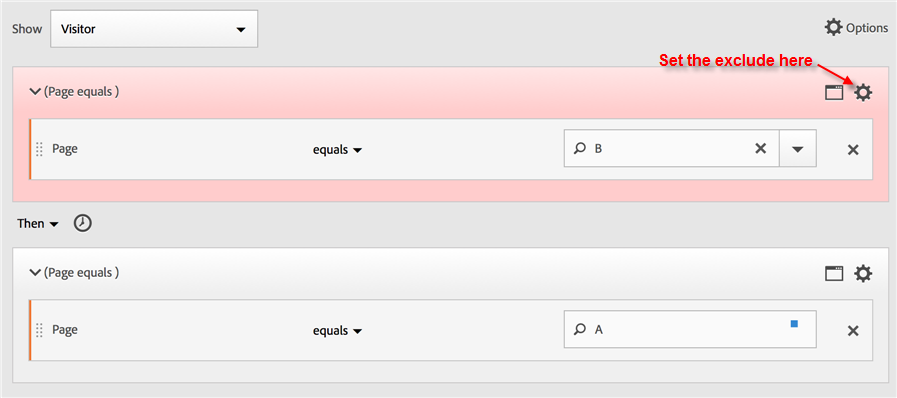 Show Visitor Options
Set the exclude here
(Page equals )
Page equals B
Then
(Page equals )
Page equals A